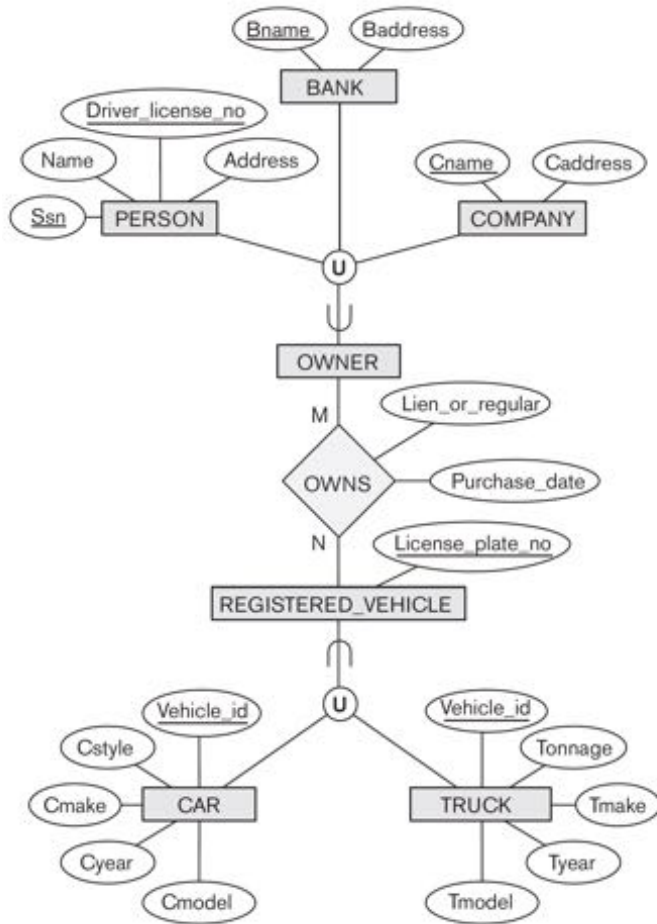 Bname
Baddress
BANK
Driver_license_no
Name
Address
Cname
Caddress
Ssn
PERSON
COMPANY
U
OWNER
M
Lien_or_regular
OWNS
Purchase_date
N
License_plate_no
REGISTERED_VEHICLE
U
Vehicle_id
Vehicle_id
Cstyle
Tonnage
Cmake
CAR
TRUCK
Tmake
Cyear
Tyear
Cmodel
Tmodel